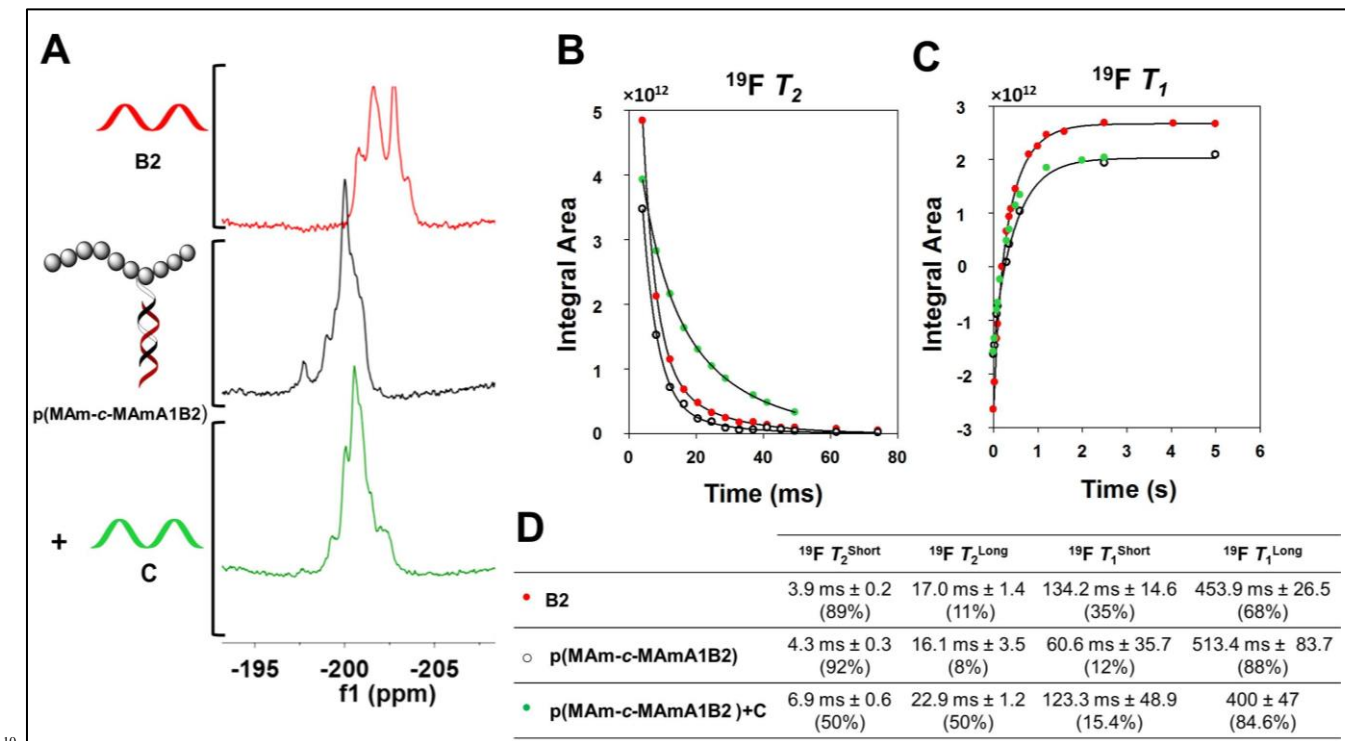 A
B2
p(MAm-c-MAmA1B2)
+
C
-195 -200 -205
f1 (ppm)
B
¹⁹F T₂
×10¹²
5
4
3
2
1
0
0 20 40 60 80
Integral Area
Time (ms)
C
¹⁹F T₁
×10¹²
3
2
1
0
-1
-2
-3
0 1 2 3 4 5 6
Integral Area
Time (s)
D
¹⁹F T₂ˢʰᵒʳᵗ ¹⁹F T₂ᴸᵒⁿᵍ ¹⁹F T₁ˢʰᵒʳᵗ ¹⁹F T₁ᴸᵒⁿᵍ
B2 3.9 ms ± 0.2 17.0 ms ± 1.4 134.2 ms ± 14.6 453.9 ms ± 26.5
(89%) (11%) (35%) (68%)
p(MAm-c-MAmA1B2) 4.3 ms ± 0.3 16.1 ms ± 3.5 60.6 ms ± 35.7 513.4 ms ± 83.7
(92%) (8%) (12%) (88%)
p(MAm-c-MAmA1B2 )+C 6.9 ms ± 0.6 22.9 ms ± 1.2 123.3 ms ± 48.9 400 ± 47
(50%) (50%) (15.4%) (84.6%)